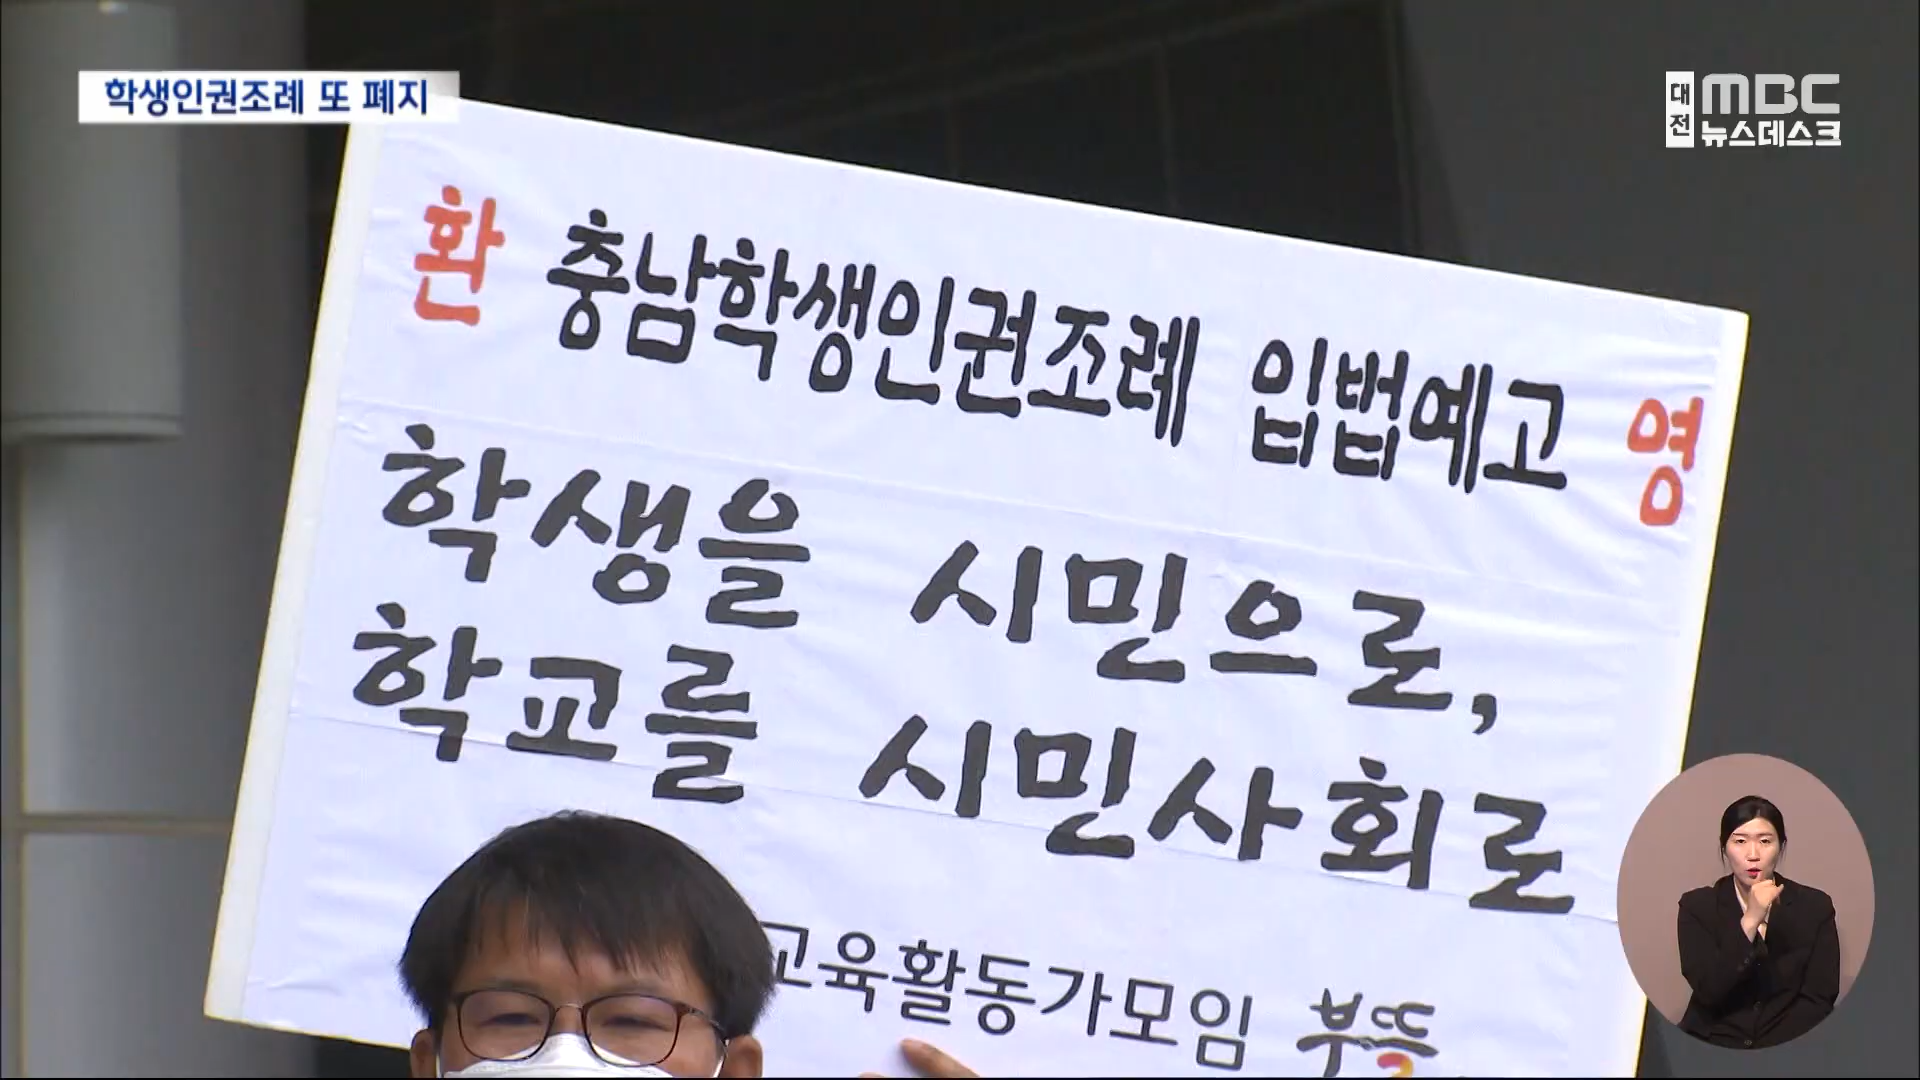 학생인권조례 또 폐지
대전 MBC
뉴스데스크
환 충남학생인권조례 입법예고 영
학생을 시민으로,
학교를 시민사회로
교육활동가모임 부뜰